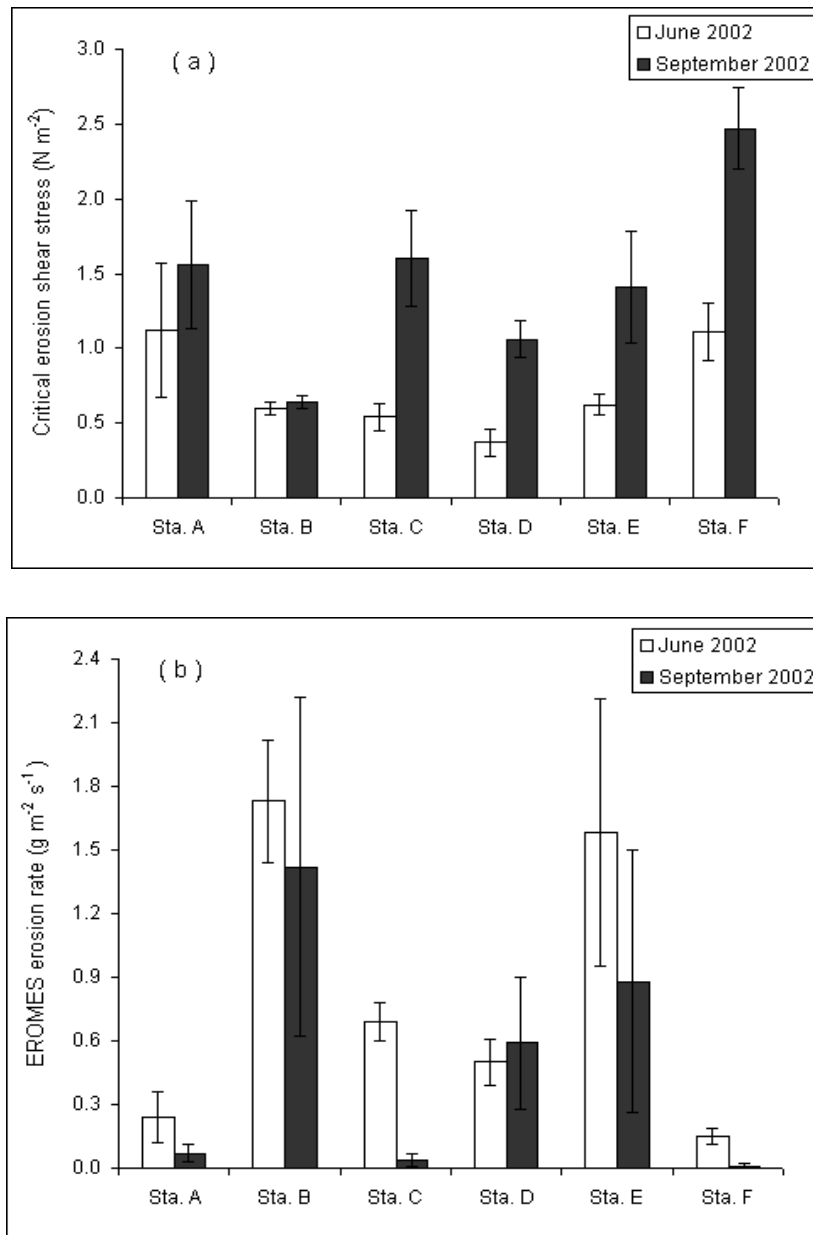 ( a )
June 2002
September 2002
Critical erosion shear stress (N m⁻²)
3.0
2.5
2.0
1.5
1.0
0.5
0.0
Sta. A Sta. B Sta. C Sta. D Sta. E Sta. F
( b )
June 2002
September 2002
EROMES erosion rate (g m⁻² s⁻¹)
2.4
2.1
1.8
1.5
1.2
0.9
0.6
0.3
0.0
Sta. A Sta. B Sta. C Sta. D Sta. E Sta. F